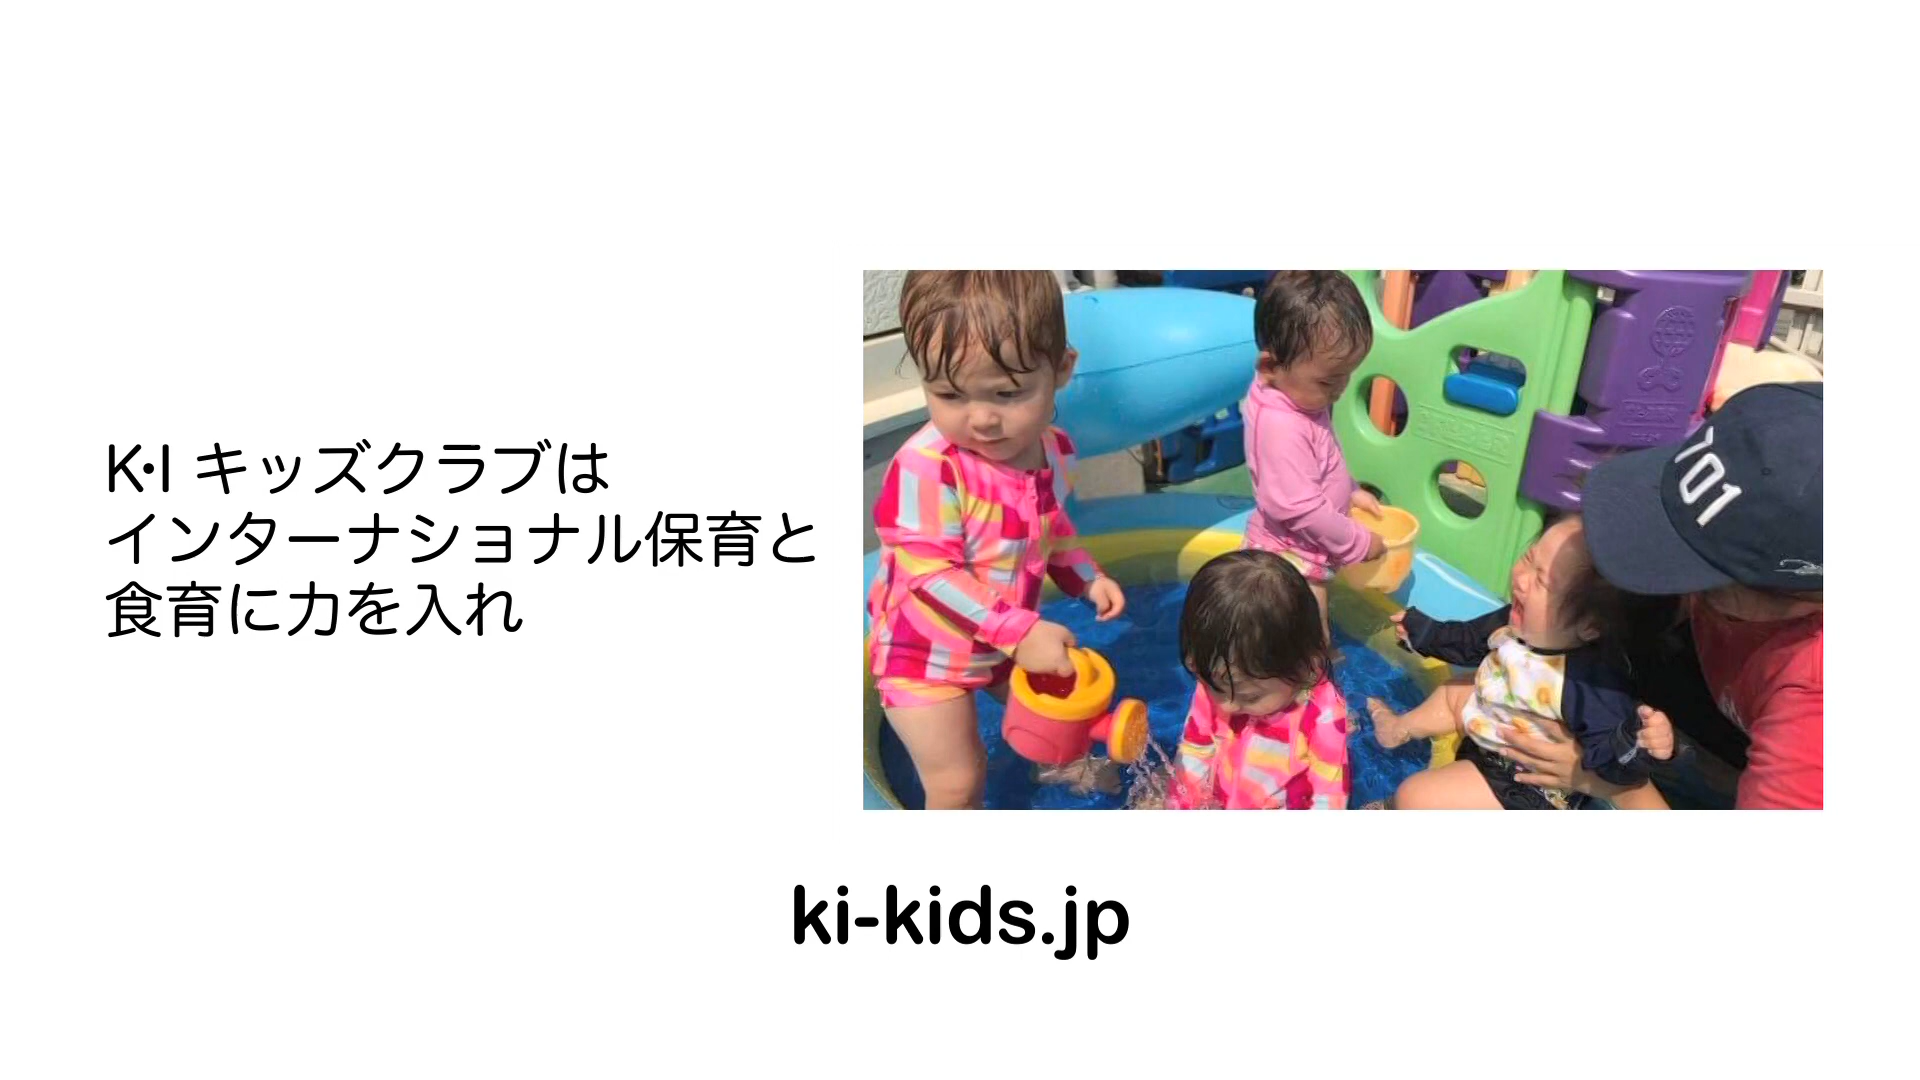 K・I キッズクラブは
インターナショナル保育と
食育に力を入れ
701
ki-kids.jp